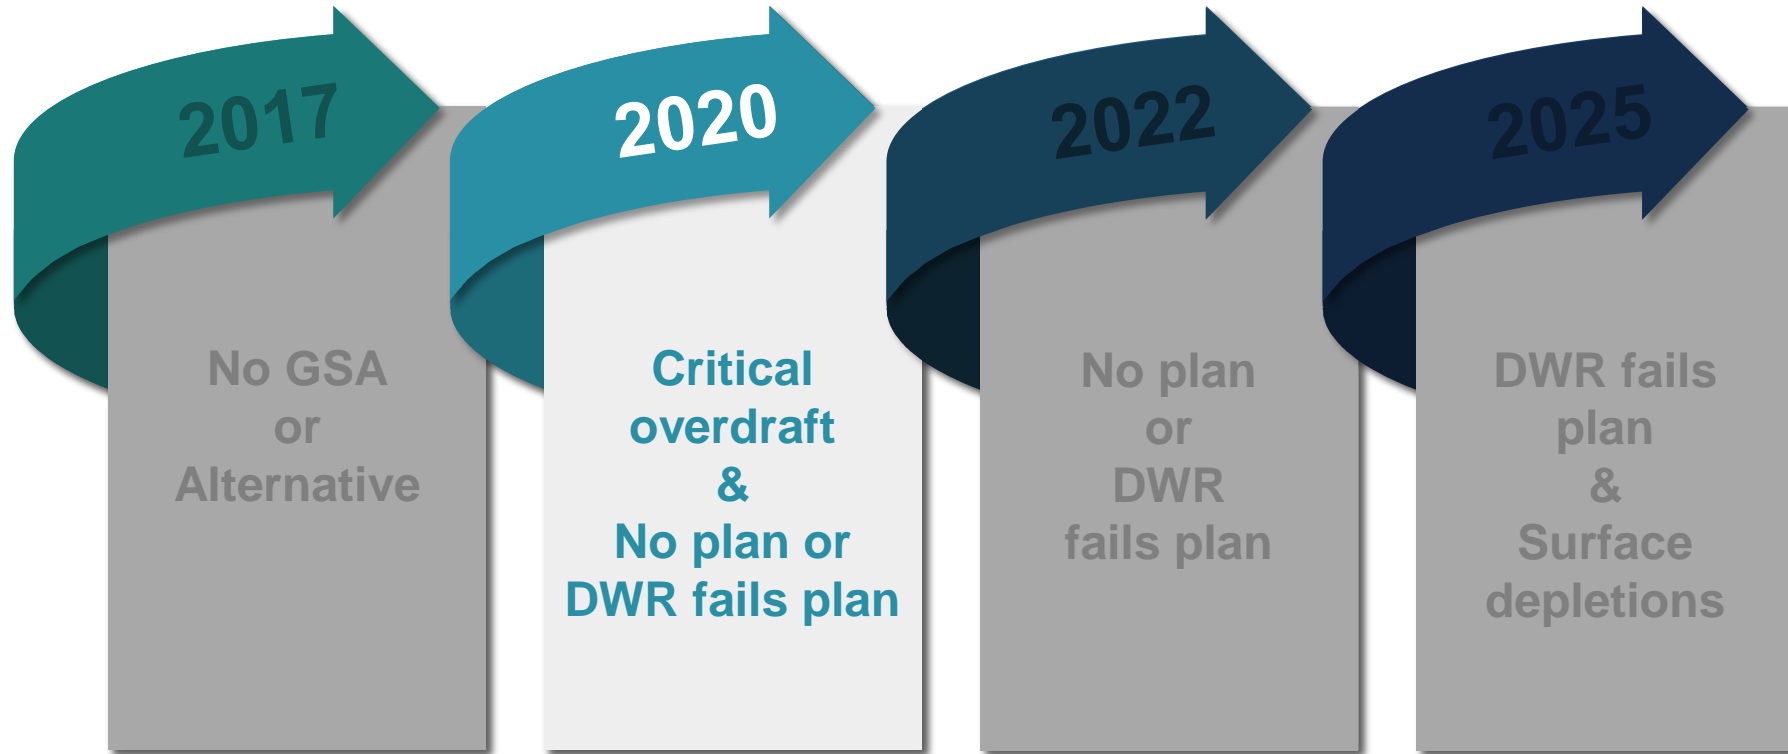 2017
No GSA
or
Alternative
2020
Critical
overdraft
&
No plan or
DWR fails plan
2022
No plan
or
DWR
fails plan
2025
DWR fails
plan
&
Surface
depletions